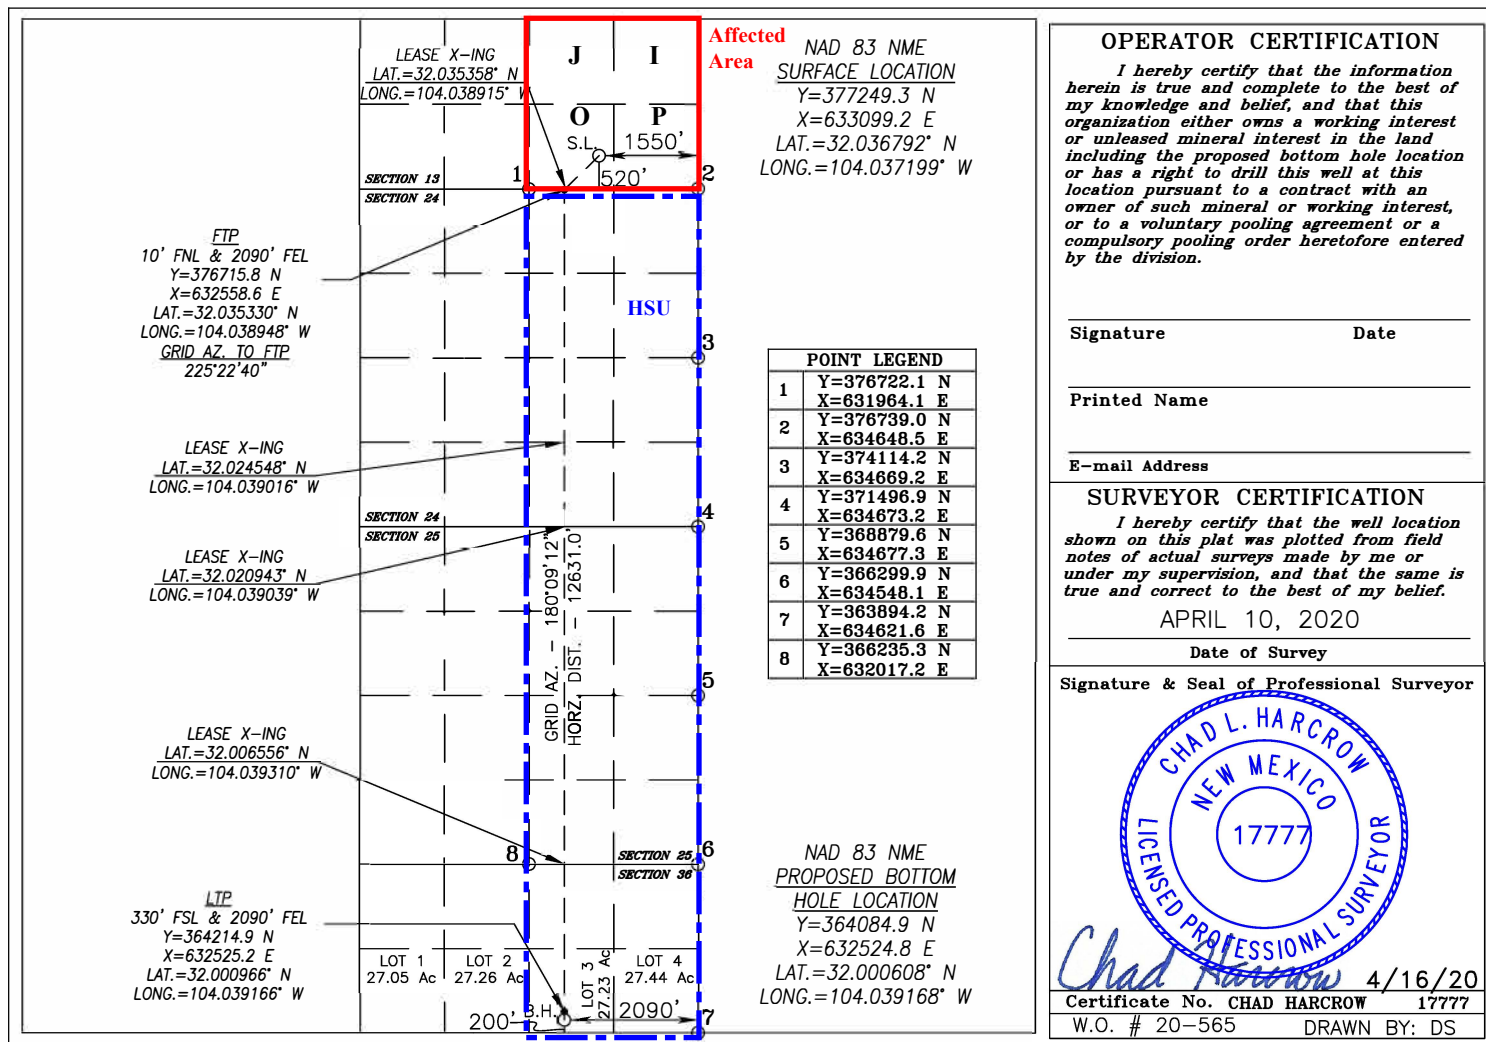 LEASE X-ING
LAT.=32.035358° N
LONG.=104.038915° W
J
I
O
P
Affected
Area
S.L.
1550'
520'
1
2
SECTION 13
SECTION 24
NAD 83 NME
SURFACE LOCATION
Y=377249.3 N
X=633099.2 E
LAT.=32.036792° N
LONG.=104.037199° W
FTP
10' FNL & 2090' FEL
Y=376715.8 N
X=632558.6 E
LAT.=32.035330° N
LONG.=104.038948° W
GRID AZ. TO FTP
225°22'40"
HSU
3
LEASE X-ING
LAT.=32.024548° N
LONG.=104.039016° W
SECTION 24
SECTION 25
4
LEASE X-ING
LAT.=32.020943° N
LONG.=104.039039° W
GRID AZ. - 180°09'12"
HORZ. DIST. - 12631.0'
5
LEASE X-ING
LAT.=32.006556° N
LONG.=104.039310° W
8
SECTION 25
SECTION 36
6
LTP
330' FSL & 2090' FEL
Y=364214.9 N
X=632525.2 E
LAT.=32.000966° N
LONG.=104.039166° W
LOT 1
27.05 Ac
LOT 2
27.26 Ac
LOT 3
27.23 Ac
LOT 4
27.44 Ac
200'
B.H.
2090'
7
POINT LEGEND
1 Y=376722.1 N
X=631964.1 E
2 Y=376739.0 N
X=634648.5 E
3 Y=374114.2 N
X=634669.2 E
4 Y=371496.9 N
X=634673.2 E
5 Y=368879.6 N
X=634677.3 E
6 Y=366299.9 N
X=634548.1 E
7 Y=363894.2 N
X=634621.6 E
8 Y=366235.3 N
X=632017.2 E
NAD 83 NME
PROPOSED BOTTOM
HOLE LOCATION
Y=364084.9 N
X=632524.8 E
LAT.=32.000608° N
LONG.=104.039168° W
OPERATOR CERTIFICATION
I hereby certify that the information
herein is true and complete to the best of
my knowledge and belief, and that this
organization either owns a working interest
or unleased mineral interest in the land
including the proposed bottom hole location
or has a right to drill this well at this
location pursuant to a contract with an
owner of such mineral or working interest,
or to a voluntary pooling agreement or a
compulsory pooling order heretofore entered
by the division.
Signature Date
Printed Name
E-mail Address
SURVEYOR CERTIFICATION
I hereby certify that the well location
shown on this plat was plotted from field
notes of actual surveys made by me or
under my supervision, and that the same is
true and correct to the best of my belief.
APRIL 10, 2020
Date of Survey
Signature & Seal of Professional Surveyor
CHAD L. HARCROW
NEW MEXICO
17777
LICENSED PROFESSIONAL SURVEYOR
Chad Harcrow 4/16/20
Certificate No. CHAD HARCROW 17777
W.O. # 20-565 DRAWN BY: DS